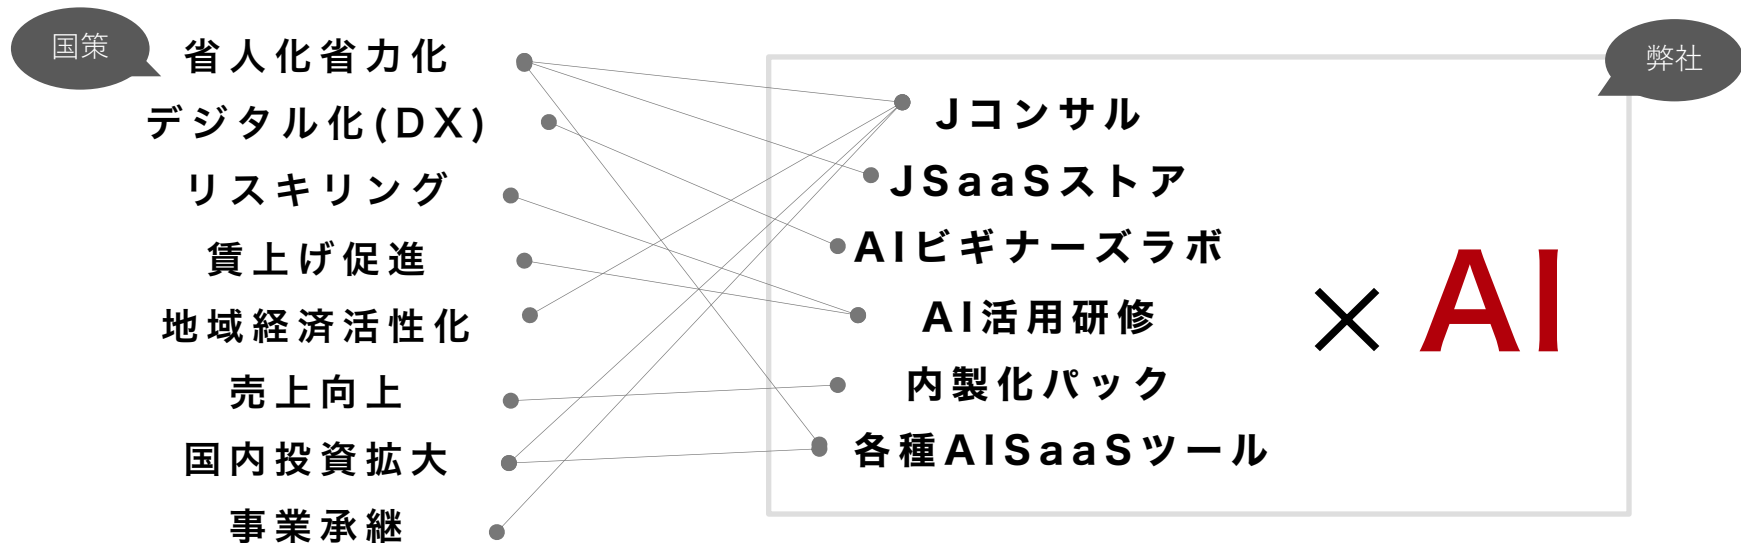 国策
省人化省力化
デジタル化(DX)
リスキリング
賃上げ促進
地域経済活性化
売上向上
国内投資拡大
事業承継
弊社
Jコンサル
JSaaSストア
AIビギナーズラボ
AI活用研修
内製化パック
各種AISaaSツール
×AI